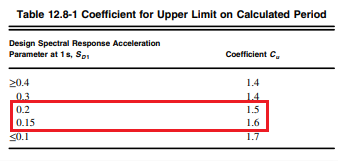 Table 12.8-1 Coefficient for Upper Limit on Calculated Period
Design Spectral Response Acceleration
Parameter at 1 s, S_D1 Coefficient C_u
≥0.4 1.4
0.3 1.4
0.2 1.5
0.15 1.6
≤0.1 1.7